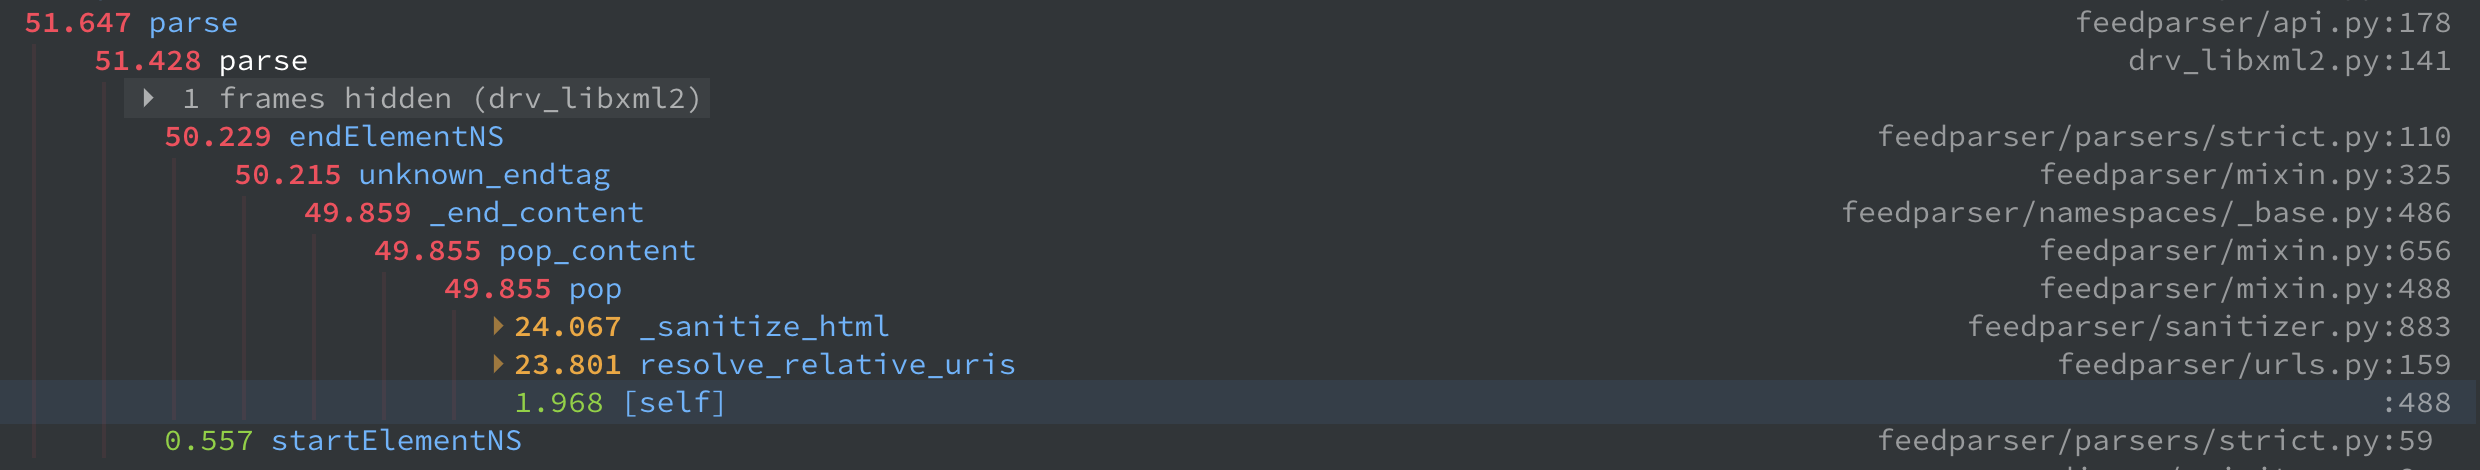 51.647 parse feedparser/api.py:178
51.428 parse drv_libxml2.py:141
1 frames hidden (drv_libxml2)
50.229 endElementNS feedparser/parsers/strict.py:110
50.215 unknown_endtag feedparser/mixin.py:325
49.859 _end_content feedparser/namespaces/_base.py:486
49.855 pop_content feedparser/mixin.py:656
49.855 pop feedparser/mixin.py:488
24.067 _sanitize_html feedparser/sanitizer.py:883
23.801 resolve_relative_uris feedparser/urls.py:159
1.968 [self] :488
0.557 startElementNS feedparser/parsers/strict.py:59